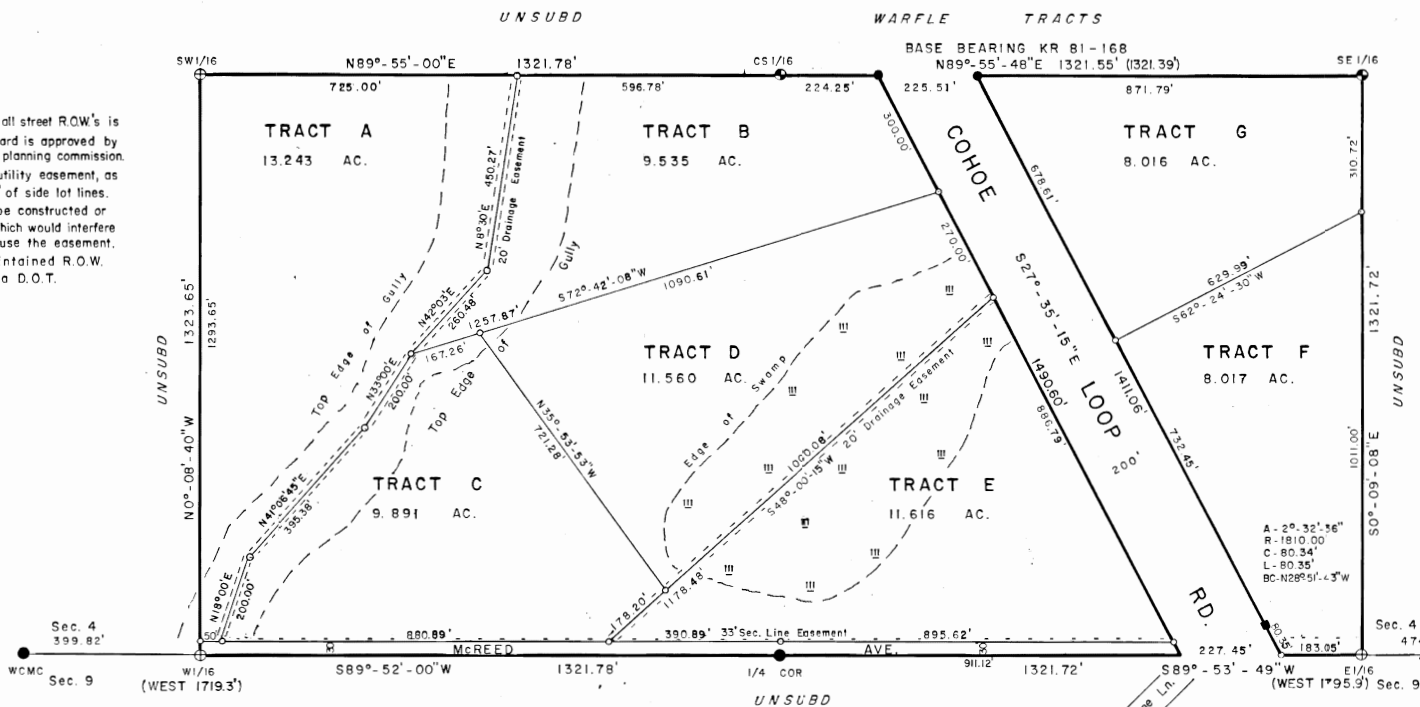 UNSUBD
WARFLE TRACTS
BASE BEARING KR 81-168
SW1/16
N89°-55'-00"E 1321.78'
CS1/16
N89°-55'-48"E 1321.55' (1321.39')
SE 1/16
725.00'
596.78'
224.25'
225.51'
871.79'
all street R.O.W.'s is
ard is approved by
planning commission.
utility easement, as
' of side lot lines.
be constructed or
which would interfere
use the easement.
intained R.O.W.
a D.O.T.
TRACT A
13.243 AC.
TRACT B
9.535 AC.
TRACT G
8.016 AC.
300.00'
COHOE
678.61'
310.72'
N8°30'E 450.27'
20' Drainage Easement
Top Edge of Gully
Top Edge of Gully
270.00'
S72°-42'-08"W
1090.61'
N42°03'E
260.48'
1257.87'
167.26'
S27°-35'-15"E
629.99'
S62°-24'-30"W
UNSUBD
N0°-08'-40"W 1323.65'
1293.65'
N33°00'E
200.00'
TRACT D
11.560 AC.
Edge of Swamp
1000.08'
S48°-00'-15"W 20' Drainage Easement
1490.60'
886.79'
LOOP
200'
1411.06'
732.45'
TRACT F
8.017 AC.
1321.72'
S0°-09'-08"E
1011.00'
UNSUBD
N35°-53'-53"W
721.28'
TRACT C
9.891 AC.
N41°06'45"E
395.38'
TRACT E
11.616 AC.
A - 2°-32'-36"
R - 1810.00'
C - 80.34'
L - 80.35'
BC-N28°51'-43"W
N18°00'E
200.00'
178.20'
1178.48'
RD.
80.35'
Sec. 4
399.82'
50'
880.89'
390.89'
33' Sec. Line Easement
895.62'
183.05'
Sec. 4
474
McREED AVE.
30
30
WCMC
Sec. 9
W1/16
(WEST 1719.3')
S89°-52'-00"W 1321.78'
1/4 COR
911.12'
1321.72'
227.45'
S89°-53'-49"W
E1/16
(WEST 1795.9') Sec. 9
UNSUBD
Ln.